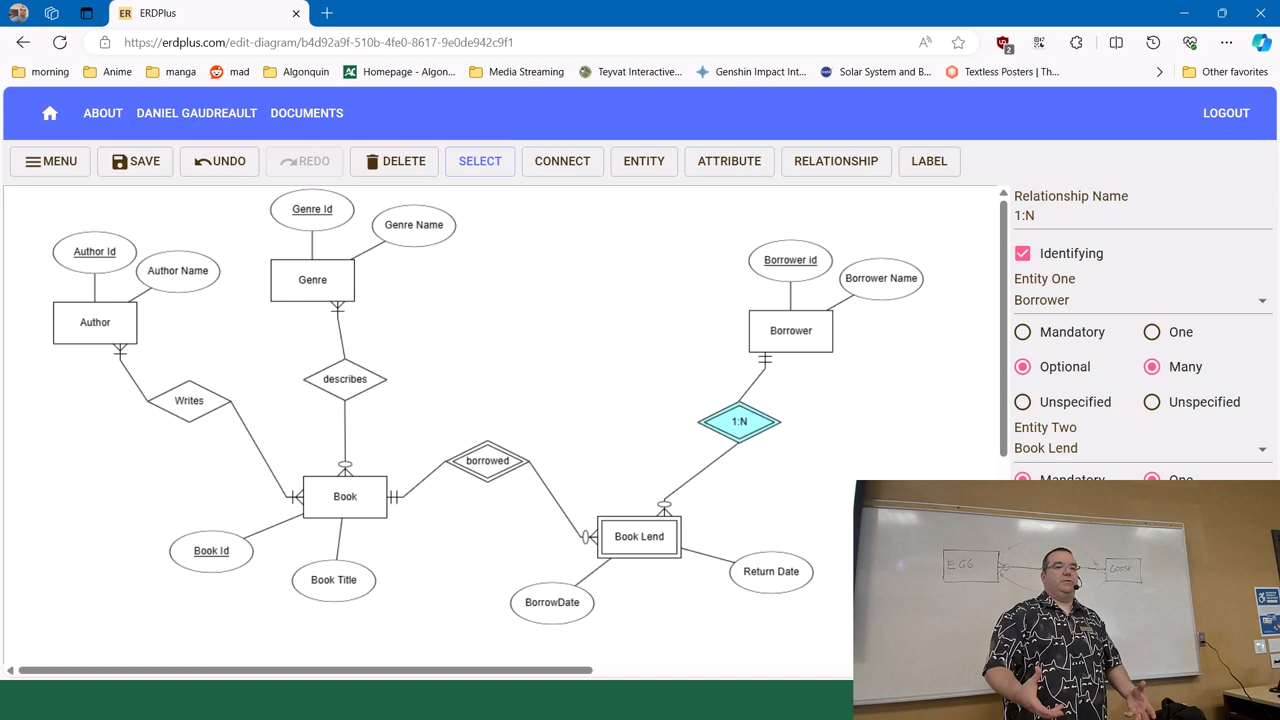 ER ERDPlus
https://erdplus.com/edit-diagram/b4d92a9f-510b-4fe0-8617-9e0de942c9f1
2
morning Anime manga mad Algonquin Homepage - Algon... Media Streaming Teyvat Interactive... Genshin Impact Int... Solar System and B... Textless Posters | Th... Other favorites
ABOUT DANIEL GAUDREAULT DOCUMENTS LOGOUT
MENU SAVE UNDO REDO DELETE SELECT CONNECT ENTITY ATTRIBUTE RELATIONSHIP LABEL
Genre Id
Genre Name
Author Id
Author Name
Genre
Author
describes
Writes
Borrower id
Borrower Name
Borrower
1:N
borrowed
Book
Book Lend
Book Id
Book Title
BorrowDate
Return Date
Relationship Name
1:N
Identifying
Entity One
Borrower
Mandatory One
Optional Many
Unspecified Unspecified
Entity Two
Book Lend
Mandatory One
EGG GOOSE